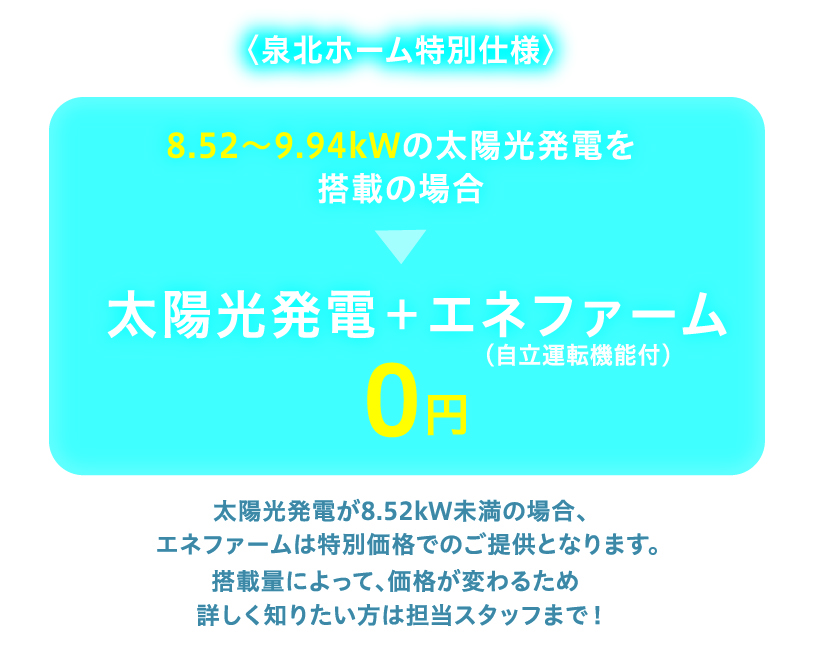 〈泉北ホーム特別仕様〉
8.52～9.94kWの太陽光発電を
搭載の場合
太陽光発電＋エネファーム
（自立運転機能付）
0円
太陽光発電が8.52kW未満の場合、
エネファームは特別価格でのご提供となります。
搭載量によって、価格が変わるため
詳しく知りたい方は担当スタッフまで！